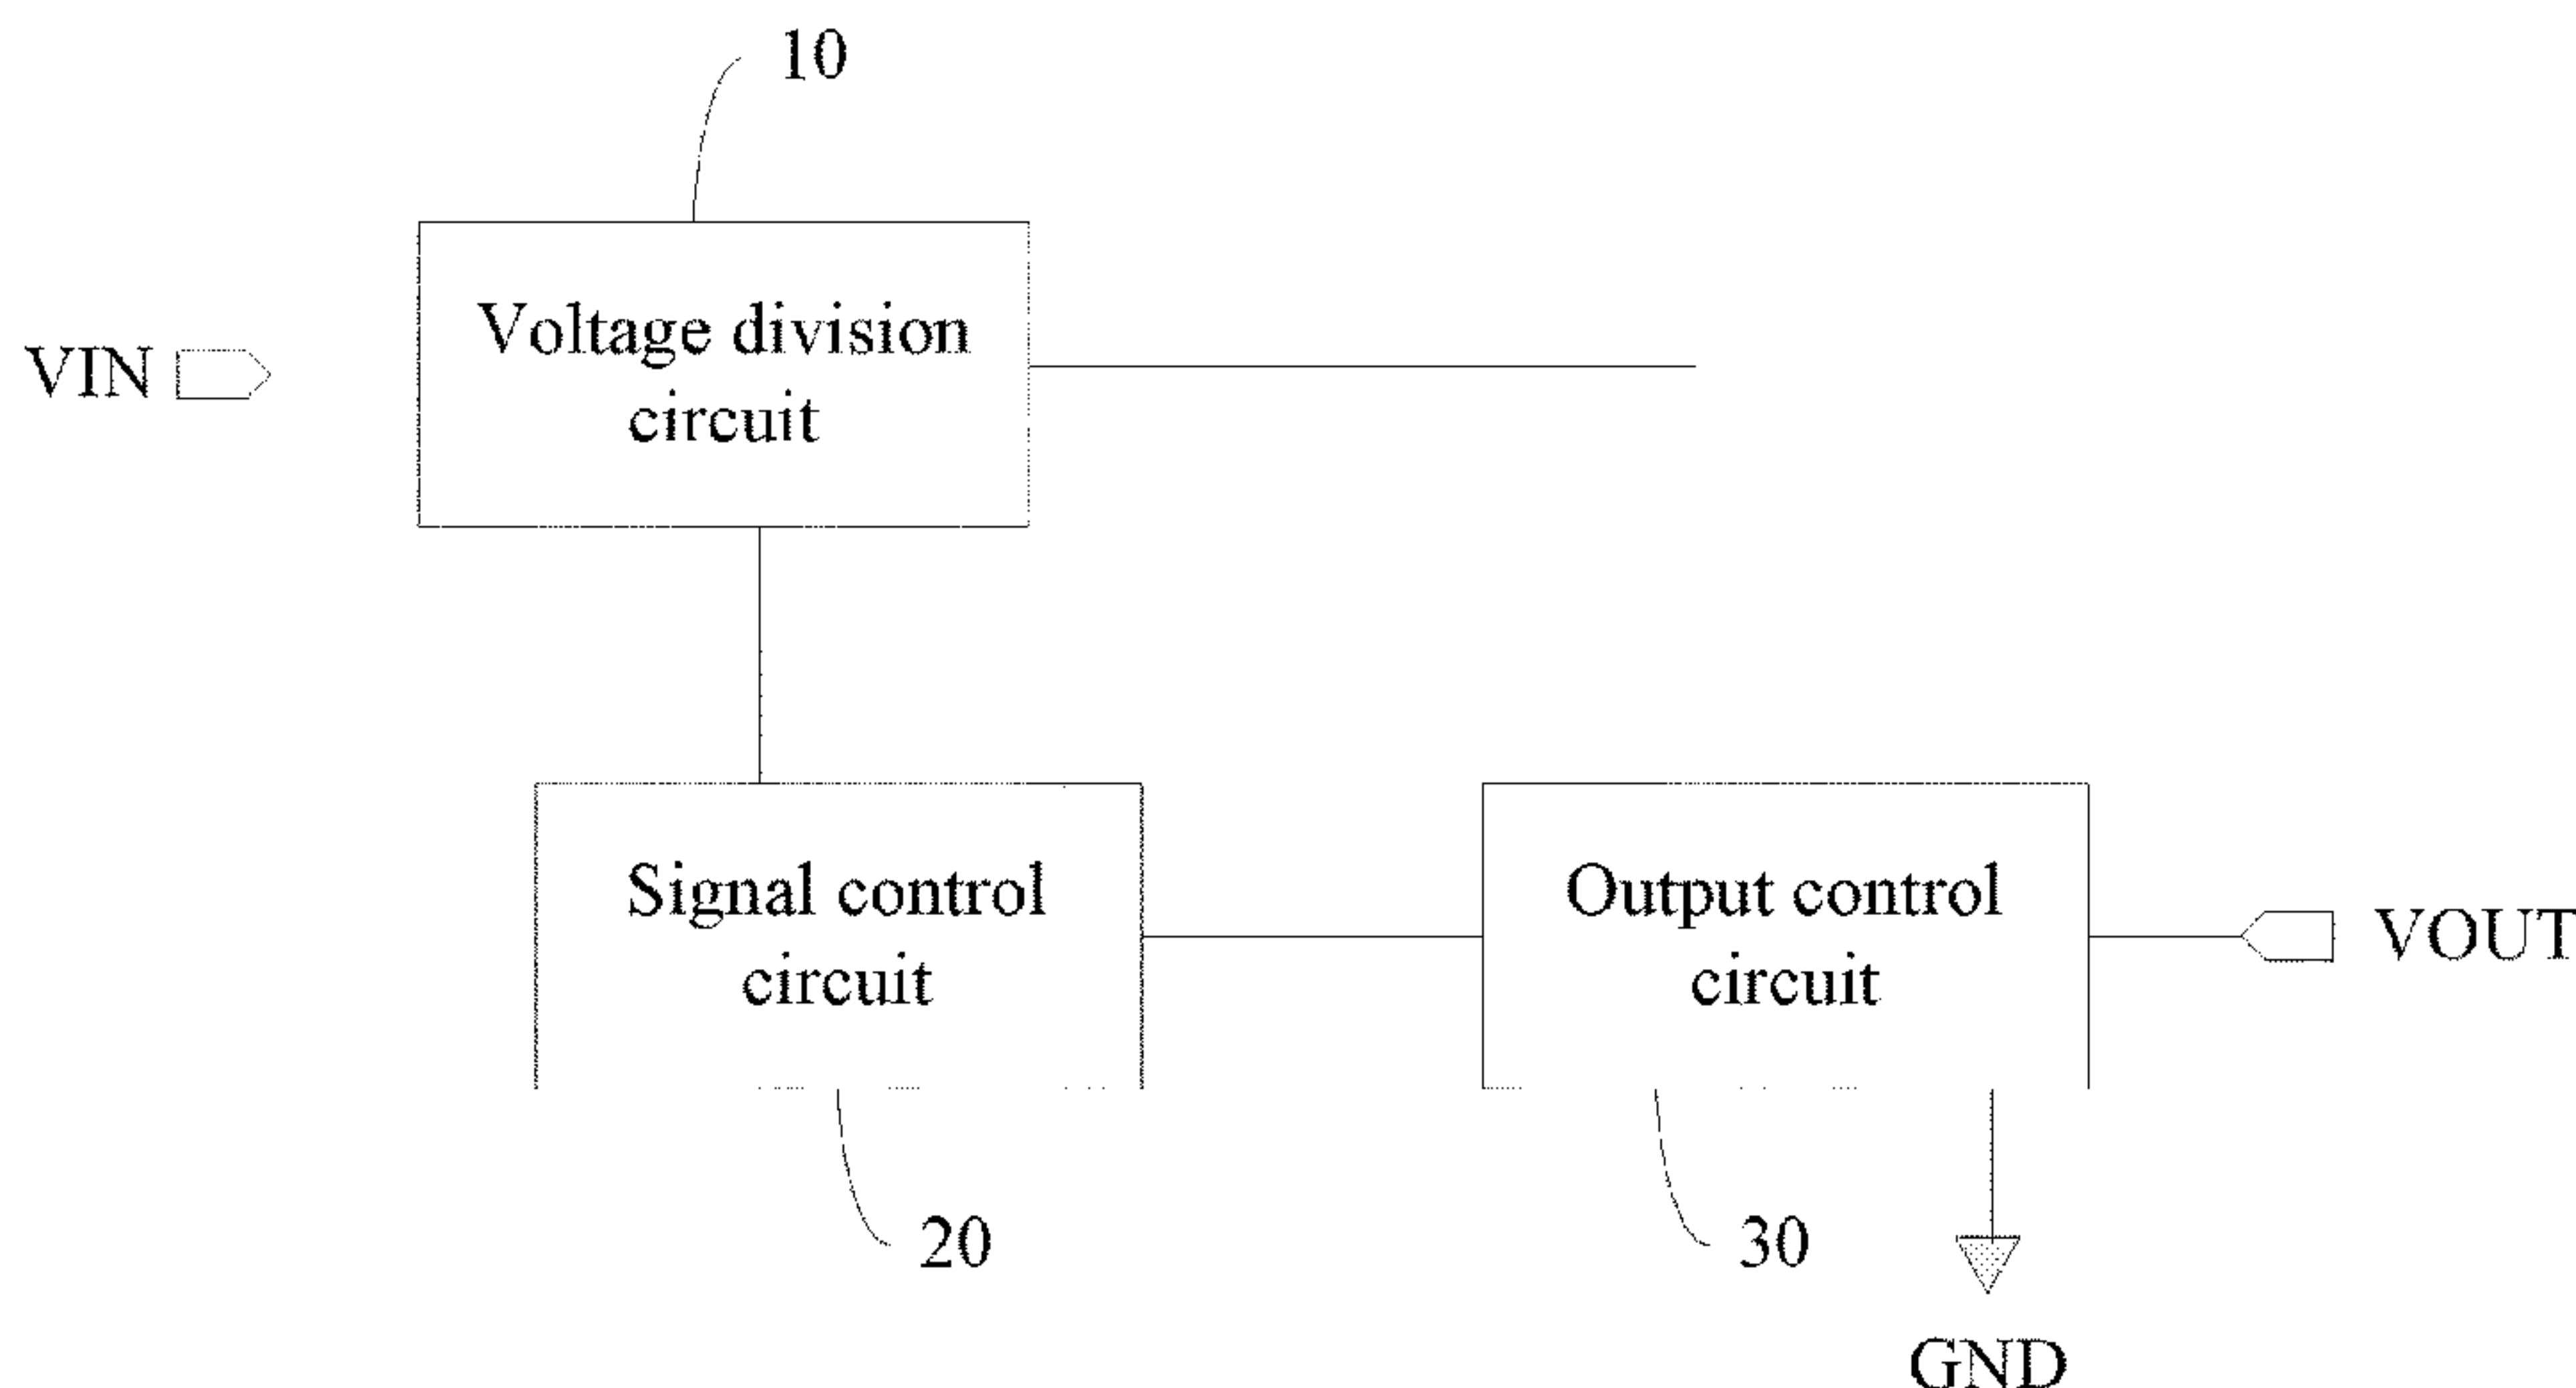 10
VIN
Voltage division
circuit
Signal control
circuit
Output control
circuit
VOUT
20
30
GND